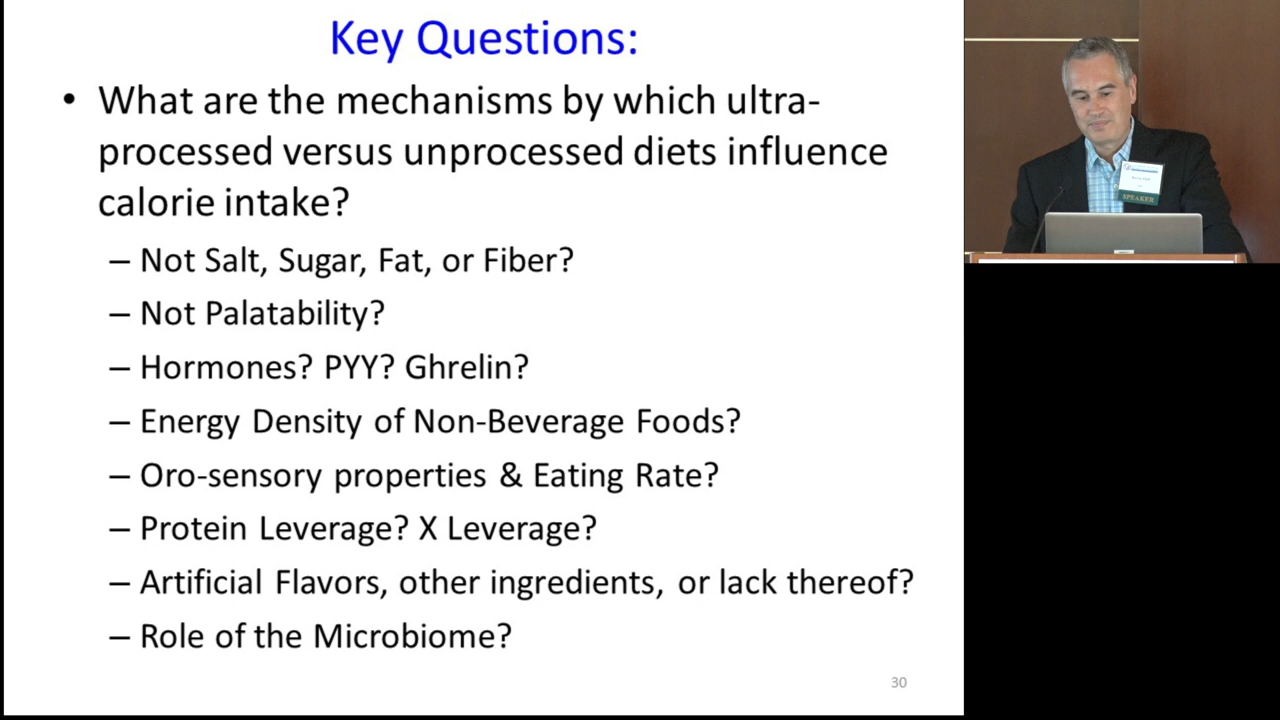 Key Questions:
• What are the mechanisms by which ultra-
processed versus unprocessed diets influence
calorie intake?
– Not Salt, Sugar, Fat, or Fiber?
– Not Palatability?
– Hormones? PYY? Ghrelin?
– Energy Density of Non-Beverage Foods?
– Oro-sensory properties & Eating Rate?
– Protein Leverage? X Leverage?
– Artificial Flavors, other ingredients, or lack thereof?
– Role of the Microbiome?
30
SPEAKER